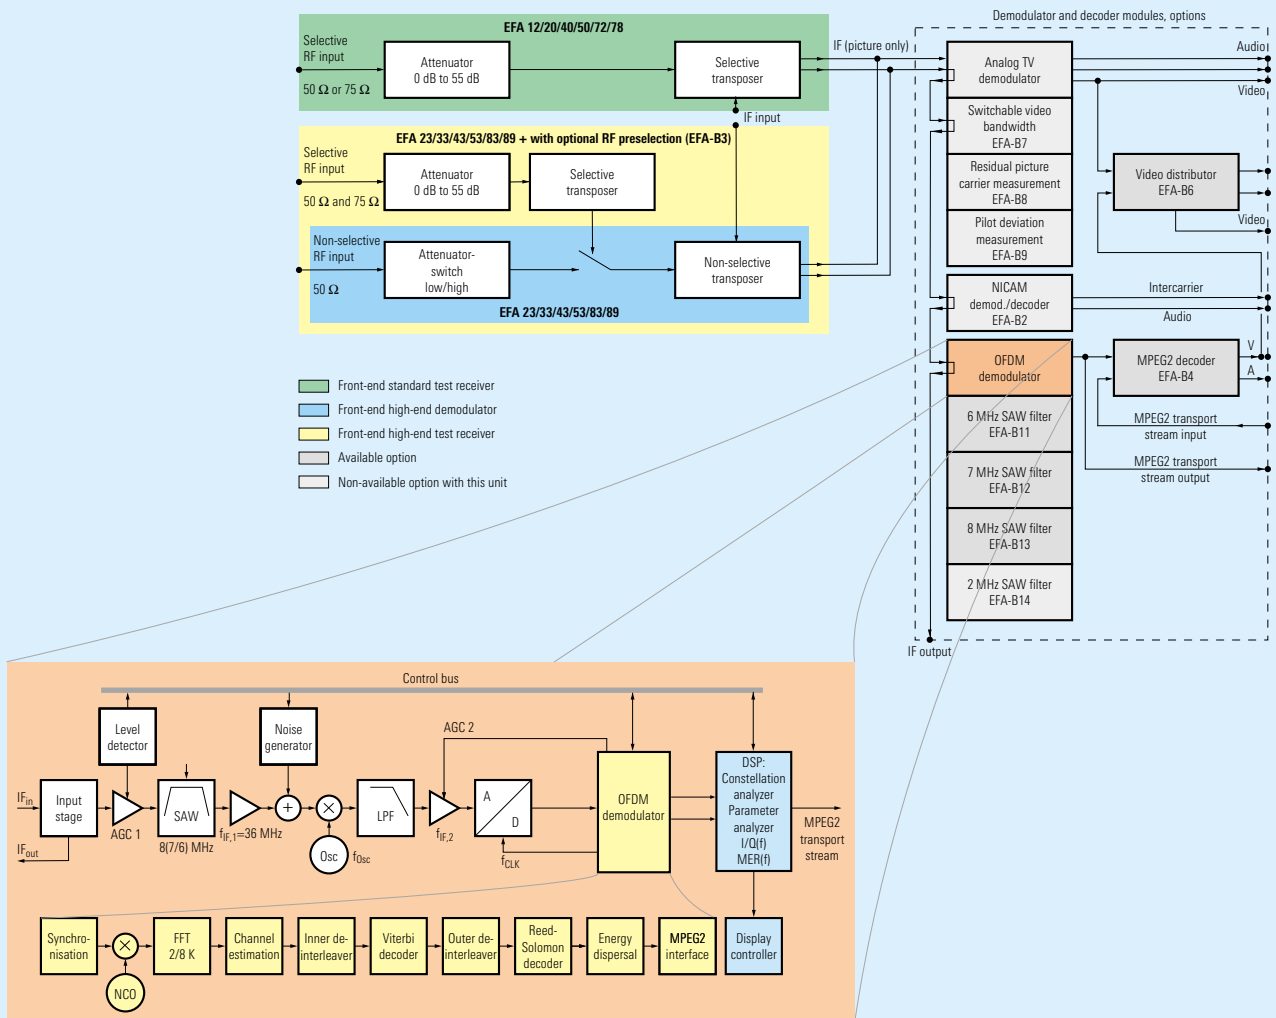 EFA 12/20/40/50/72/78
Selective
RF input
50 Ω or 75 Ω
Attenuator
0 dB to 55 dB
Selective
transposer
IF (picture only)
IF input
EFA 23/33/43/53/83/89 + with optional RF preselection (EFA-B3)
Selective
RF input
50 Ω and 75 Ω
Attenuator
0 dB to 55 dB
Selective
transposer
Non-selective
RF input
50 Ω
Attenuator-
switch
low/high
Non-selective
transposer
EFA 23/33/43/53/83/89
Front-end standard test receiver
Front-end high-end demodulator
Front-end high-end test receiver
Available option
Non-available option with this unit
Demodulator and decoder modules, options
Analog TV
demodulator
Audio
Video
Switchable video
bandwidth
EFA-B7
Residual picture
carrier measurement
EFA-B8
Pilot deviation
measurement
EFA-B9
Video distributor
EFA-B6
Video
NICAM
demod./decoder
EFA-B2
Intercarrier
Audio
OFDM
demodulator
MPEG2 decoder
EFA-B4
V
A
6 MHz SAW filter
EFA-B11
MPEG2 transport
stream input
7 MHz SAW filter
EFA-B12
MPEG2 transport
stream output
8 MHz SAW filter
EFA-B13
2 MHz SAW filter
EFA-B14
IF output
Control bus
Level
detector
Noise
generator
AGC 2
IFin
Input
stage
IFout
AGC 1
SAW
8(7/6) MHz
fIF,1=36 MHz
+
×
Osc
fOsc
LPF
fIF,2
A
D
fCLK
OFDM
demodulator
DSP:
Constellation
analyzer
Parameter
analyzer
I/Q(f)
MER(f)
MPEG2
transport
stream
Synchro-
nisation
×
NCO
FFT
2/8 K
Channel
estimation
Inner de-
interleaver
Viterbi
decoder
Outer de-
interleaver
Reed-
Solomon
decoder
Energy
dispersal
MPEG2
interface
Display
controller